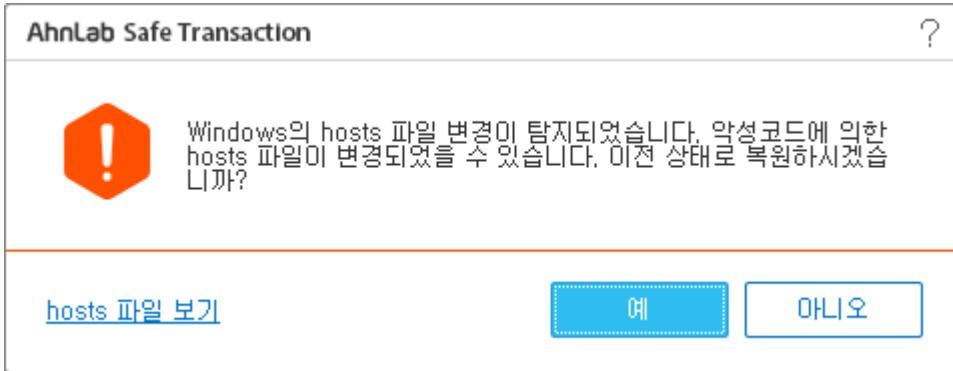 AhnLab Safe Transaction
?
Windows의 hosts 파일 변경이 탐지되었습니다. 악성코드에 의한
hosts 파일이 변경되었을 수 있습니다. 이전 상태로 복원하시겠습
니까?
hosts 파일 보기
예
아니오